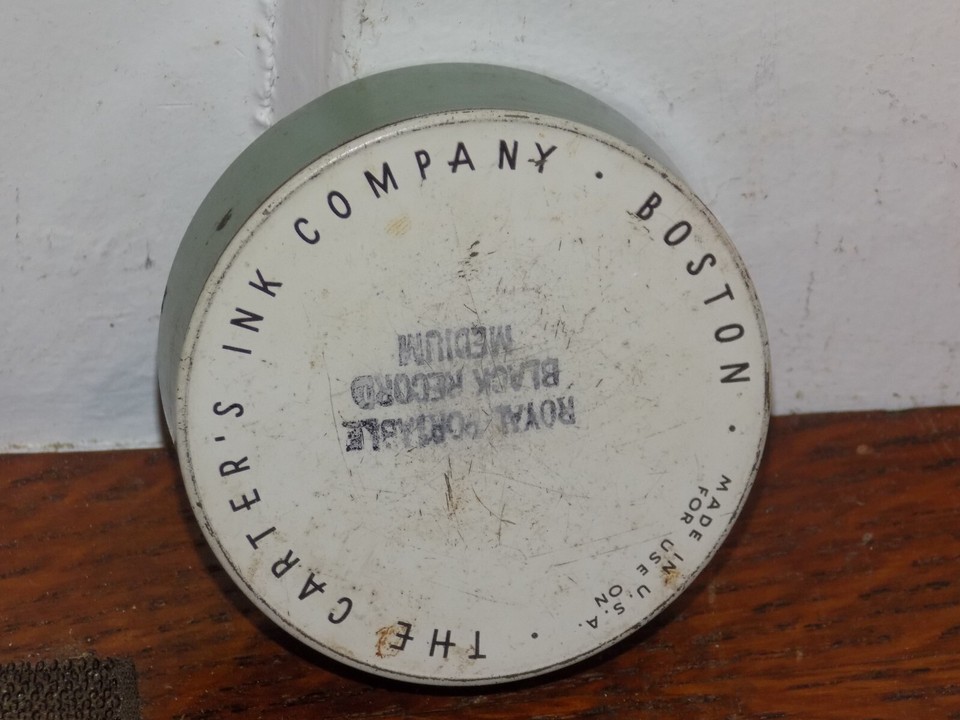 THE CARTER'S INK COMPANY · BOSTON ·
MADE IN U.S.A.
FOR USE ON
ROYAL PORTABLE
BLACK RECORD
MEDIUM